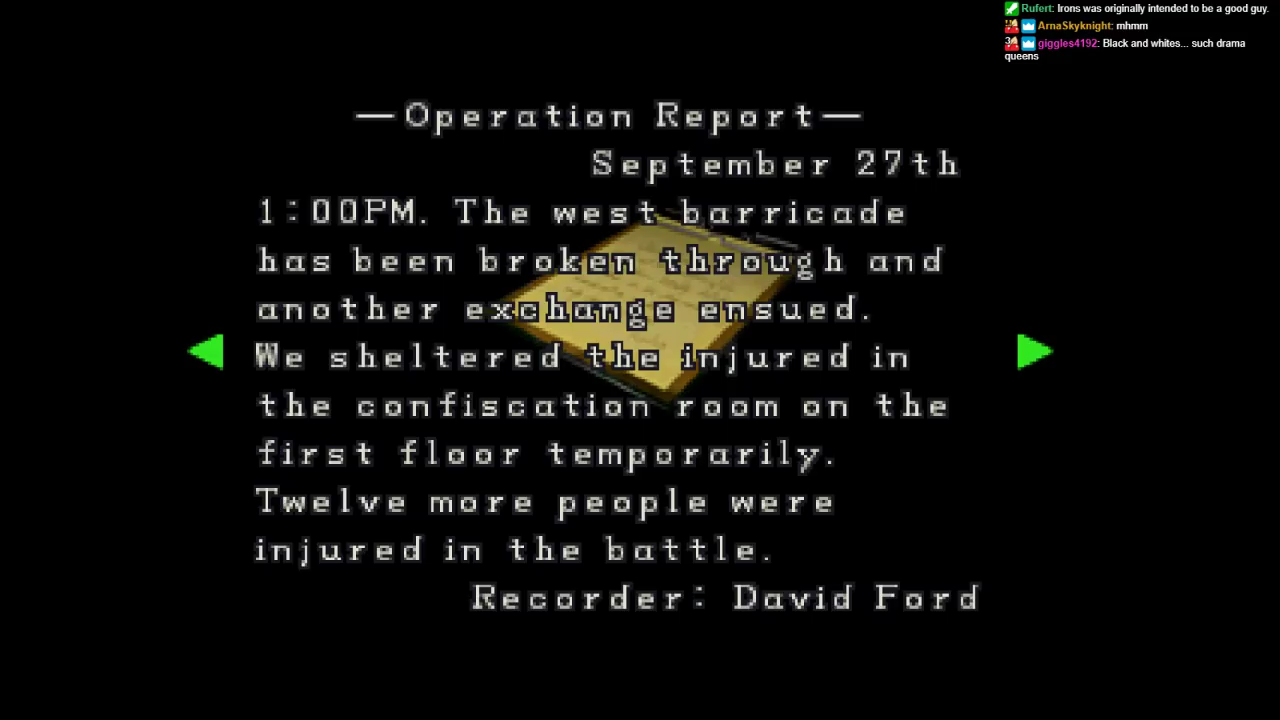 Rufert: Irons was originally intended to be a good guy.
ArnaSkyknight: mhmm
giggles4192: Black and whites... such drama
queens
—Operation Report—
September 27th
1:00PM. The west barricade
has been broken through and
another exchange ensued.
We sheltered the injured in
the confiscation room on the
first floor temporarily.
Twelve more people were
injured in the battle.
Recorder: David Ford